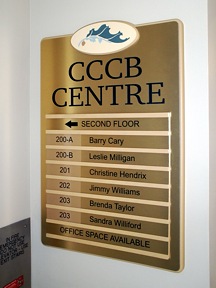 CCCB
CENTRE
SECOND FLOOR
200-A Barry Cary
200-B Leslie Milligan
201 Christine Hendrix
202 Jimmy Williams
203 Brenda Taylor
203 Sandra Williford
OFFICE SPACE AVAILABLE